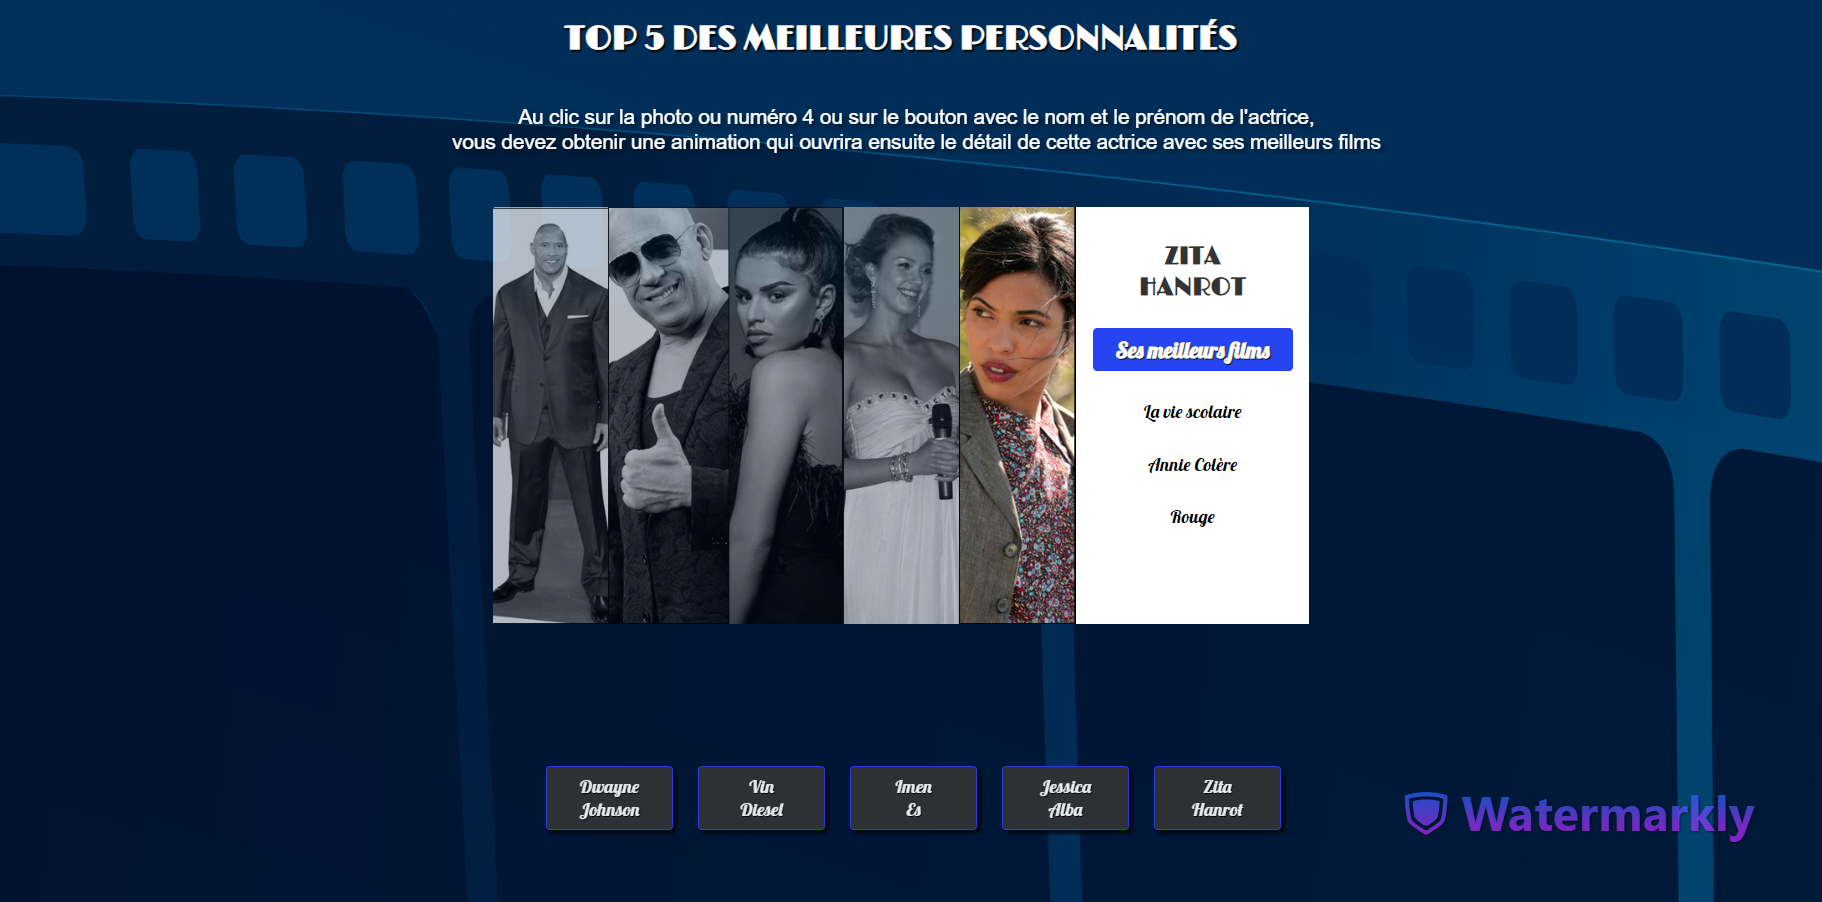 TOP 5 DES MEILLEURES PERSONNALITÉS
Au clic sur la photo ou numéro 4 ou sur le bouton avec le nom et le prénom de l'actrice,
vous devez obtenir une animation qui ouvrira ensuite le détail de cette actrice avec ses meilleurs films
ZITA
HANROT
Ses meilleurs films
La vie scolaire
Annie Colère
Rouge
Dwayne
Johnson
Vin
Diesel
Imen
Es
Jessica
Alba
Zita
Hanrot
Watermarkly